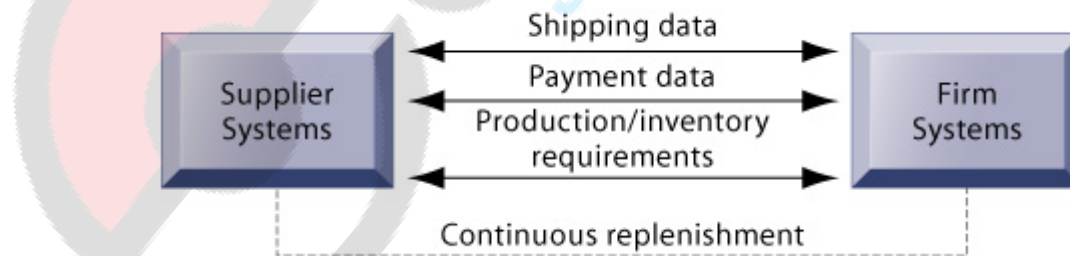 Shipping data
Payment data
Supplier
Systems
Production/inventory
requirements
Firm
Systems
Continuous replenishment